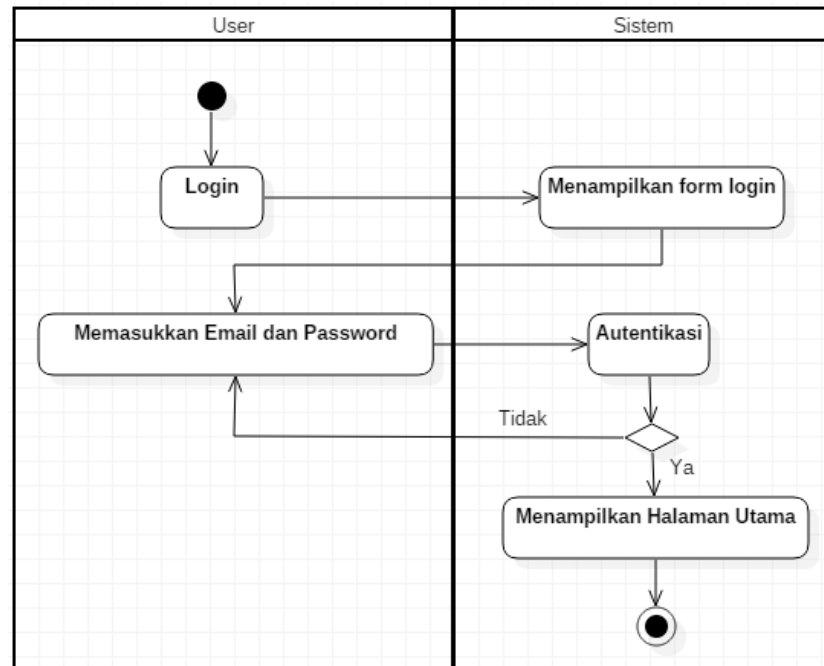 User
Sistem
Login
Menampilkan form login
Memasukkan Email dan Password
Autentikasi
Tidak
Ya
Menampilkan Halaman Utama